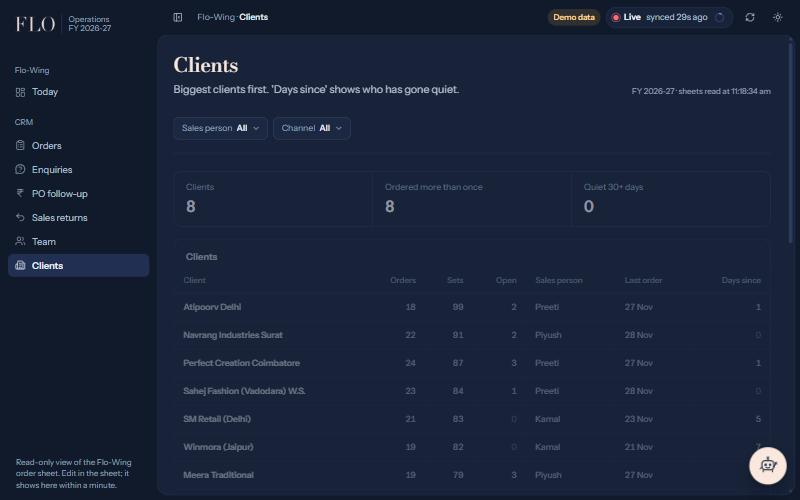 FLO
Operations
FY 2026-27
Flo-Wing · Clients
Demo data
Live synced 29s ago
Flo-Wing
Today
CRM
Orders
Enquiries
PO follow-up
Sales returns
Team
Clients
Read-only view of the Flo-Wing
order sheet. Edit in the sheet; it
shows here within a minute.
Clients
Biggest clients first. 'Days since' shows who has gone quiet.
FY 2026-27 · sheets read at 11:18:34 am
Sales person All
Channel All
Clients Ordered more than once Quiet 30+ days
8 8 0
Clients
Client Orders Sets Open Sales person Last order Days since
Atipoorv Delhi 18 99 2 Preeti 27 Nov 1
Navrang Industries Surat 22 91 2 Piyush 28 Nov 0
Perfect Creation Coimbatore 24 87 3 Preeti 27 Nov 1
Sahej Fashion (Vadodara) W.S. 23 84 1 Preeti 28 Nov 0
SM Retail (Delhi) 21 83 0 Kamal 23 Nov 5
Winmora (Jaipur) 19 82 0 Kamal 21 Nov
Meera Traditional 19 79 3 Piyush 27 Nov